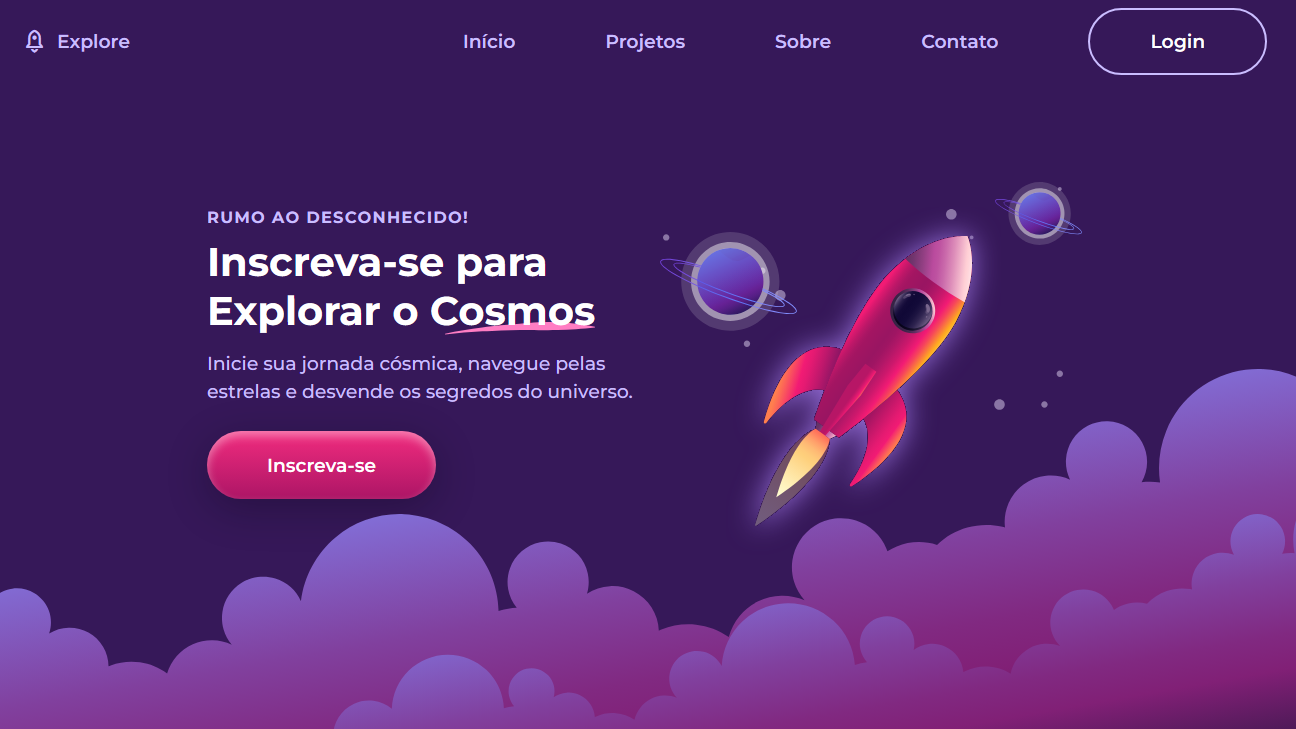 Explore
Início
Projetos
Sobre
Contato
Login
RUMO AO DESCONHECIDO!
Inscreva-se para
Explorar o Cosmos
Inicie sua jornada cósmica, navegue pelas
estrelas e desvende os segredos do universo.
Inscreva-se